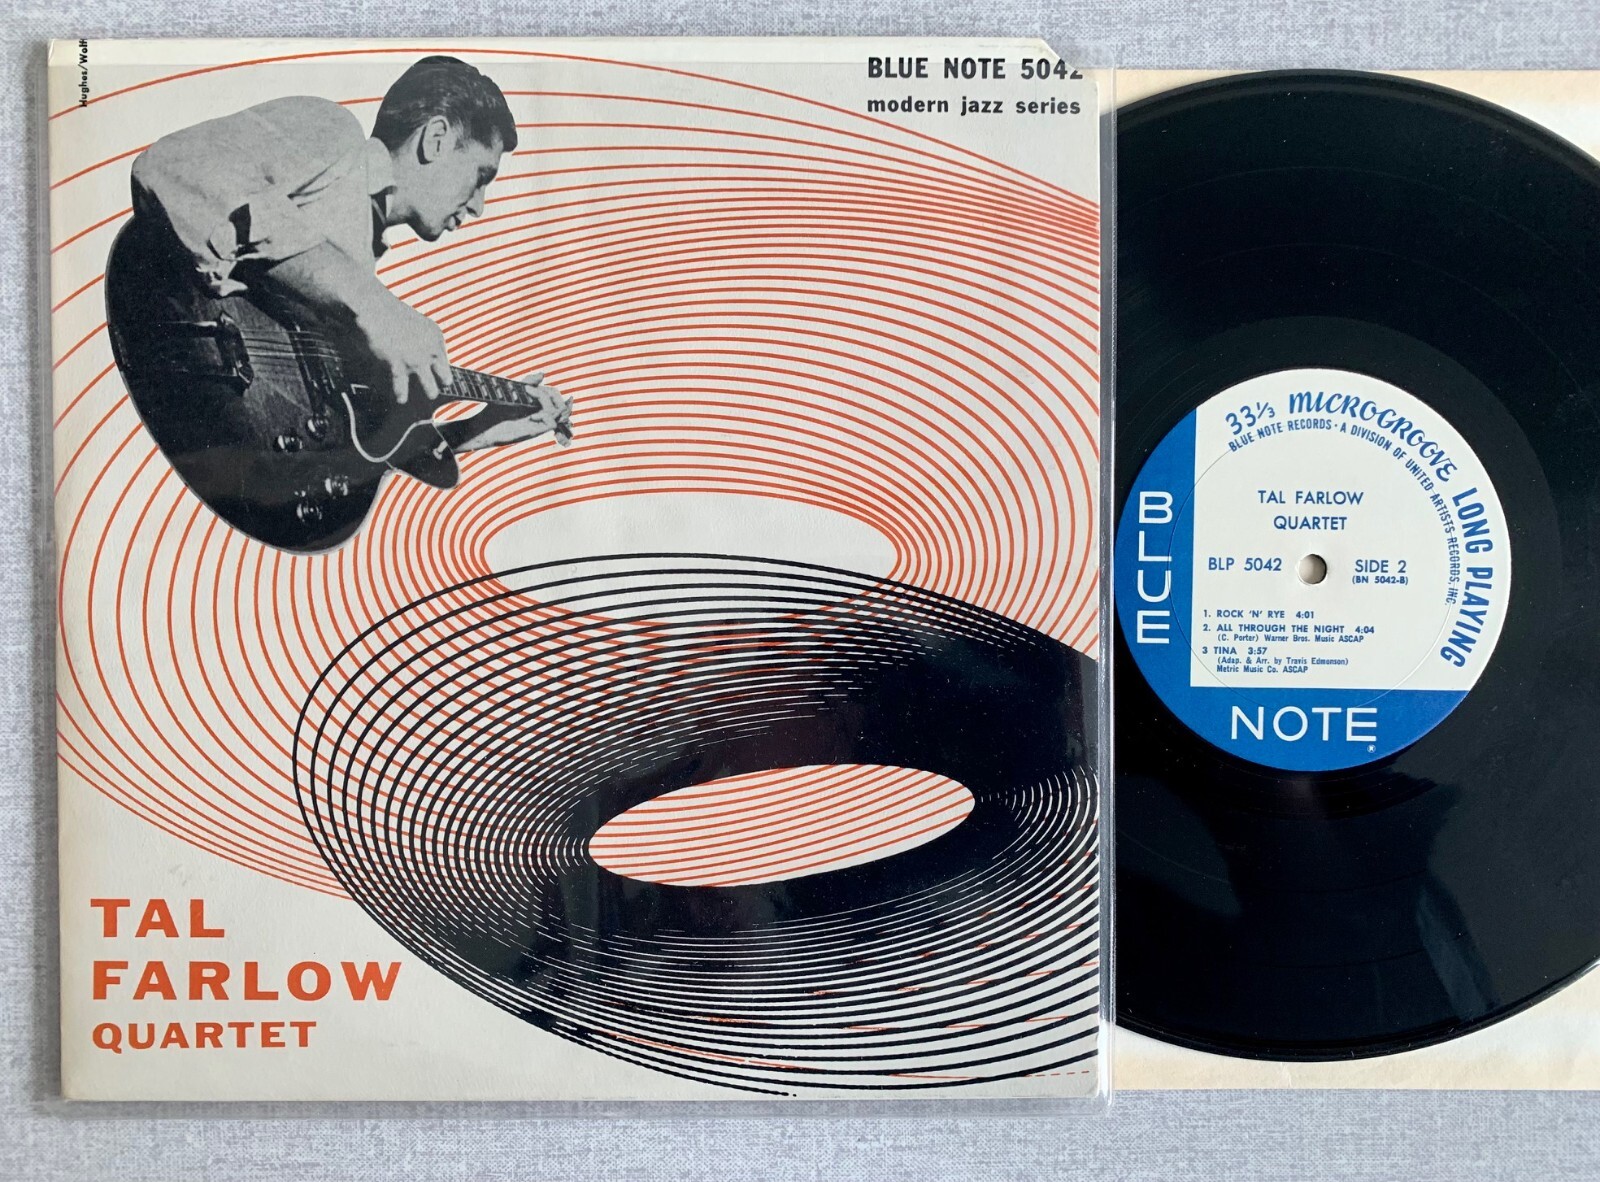 Hughes/Wolff
BLUE NOTE 5042
modern jazz series
TAL
FARLOW
QUARTET
33 1/3 MICROGROOVE LONG PLAYING
BLUE NOTE RECORDS • A DIVISION OF UNITED ARTISTS RECORDS, INC.
TAL FARLOW
QUARTET
BLP 5042 SIDE 2
(BN 5042-B)
1. ROCK 'N' RYE 4:01
2. ALL THROUGH THE NIGHT 4:04
(C. Porter) Warner Bros. Music ASCAP
3 TINA 3:57
(Adap. & Arr. by Travis Edmunson)
Metric Music Co. ASCAP
BLUE
NOTE®